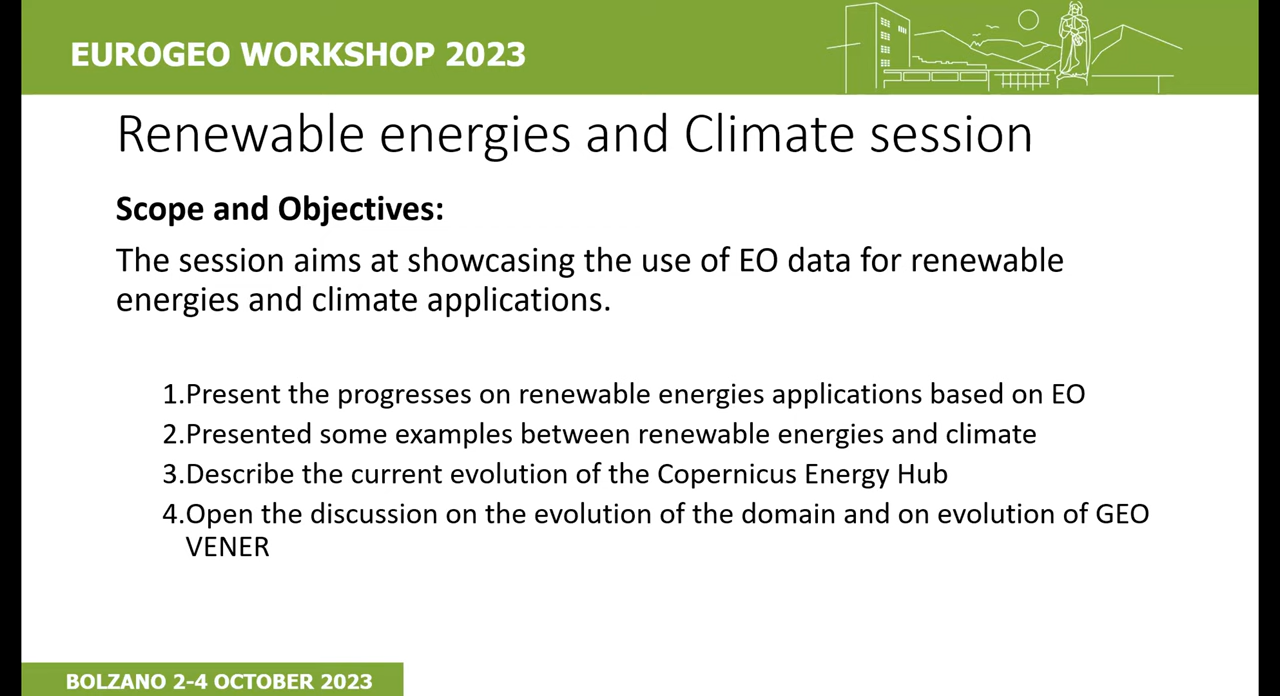 EUROGEO WORKSHOP 2023
Renewable energies and Climate session
Scope and Objectives:
The session aims at showcasing the use of EO data for renewable
energies and climate applications.
1.Present the progresses on renewable energies applications based on EO
2.Presented some examples between renewable energies and climate
3.Describe the current evolution of the Copernicus Energy Hub
4.Open the discussion on the evolution of the domain and on evolution of GEO
VENER
BOLZANO 2-4 OCTOBER 2023